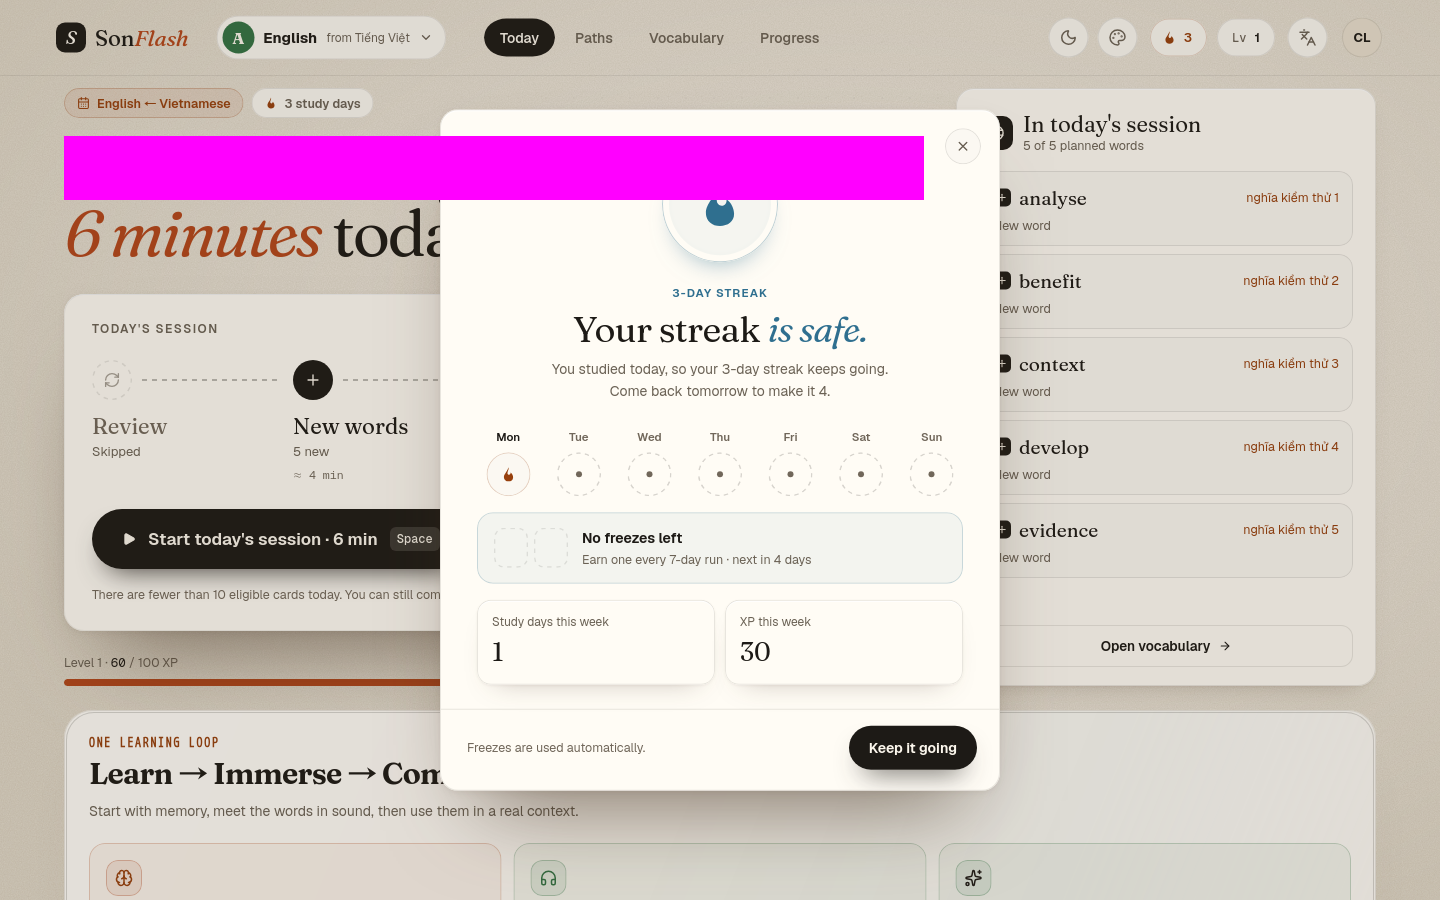 S SonFlash
A English from Tiếng Việt
Today Paths Vocabulary Progress
3
Lv 1
CL
English ← Vietnamese
3 study days
6 minutes
TODAY'S SESSION
Review
Skipped
New words
5 new
≈ 4 min
Start today's session · 6 min Space
There are fewer than 10 eligible cards today. You can still
Level 1 · 60 / 100 XP
ONE LEARNING LOOP
Learn → Immerse →
Start with memory, meet the words in sound, then use them in a real context.
3-DAY STREAK
Your streak is safe.
You studied today, so your 3-day streak keeps going.
Come back tomorrow to make it 4.
Mon Tue Wed Thu Fri Sat Sun
No freezes left
Earn one every 7-day run · next in 4 days
Study days this week
1
XP this week
30
Freezes are used automatically.
Keep it going
In today's session
5 of 5 planned words
analyse
nghĩa kiểm thử 1
word
benefit
nghĩa kiểm thử 2
word
context
nghĩa kiểm thử 3
word
develop
nghĩa kiểm thử 4
word
evidence
nghĩa kiểm thử 5
word
Open vocabulary →